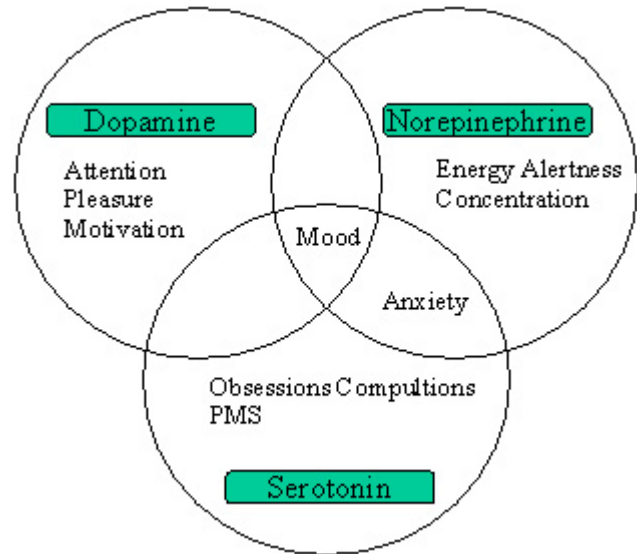 Dopamine
Attention
Pleasure
Motivation
Norepinephrine
Energy Alertness
Concentration
Mood
Anxiety
Obsessions Compultions
PMS
Serotonin